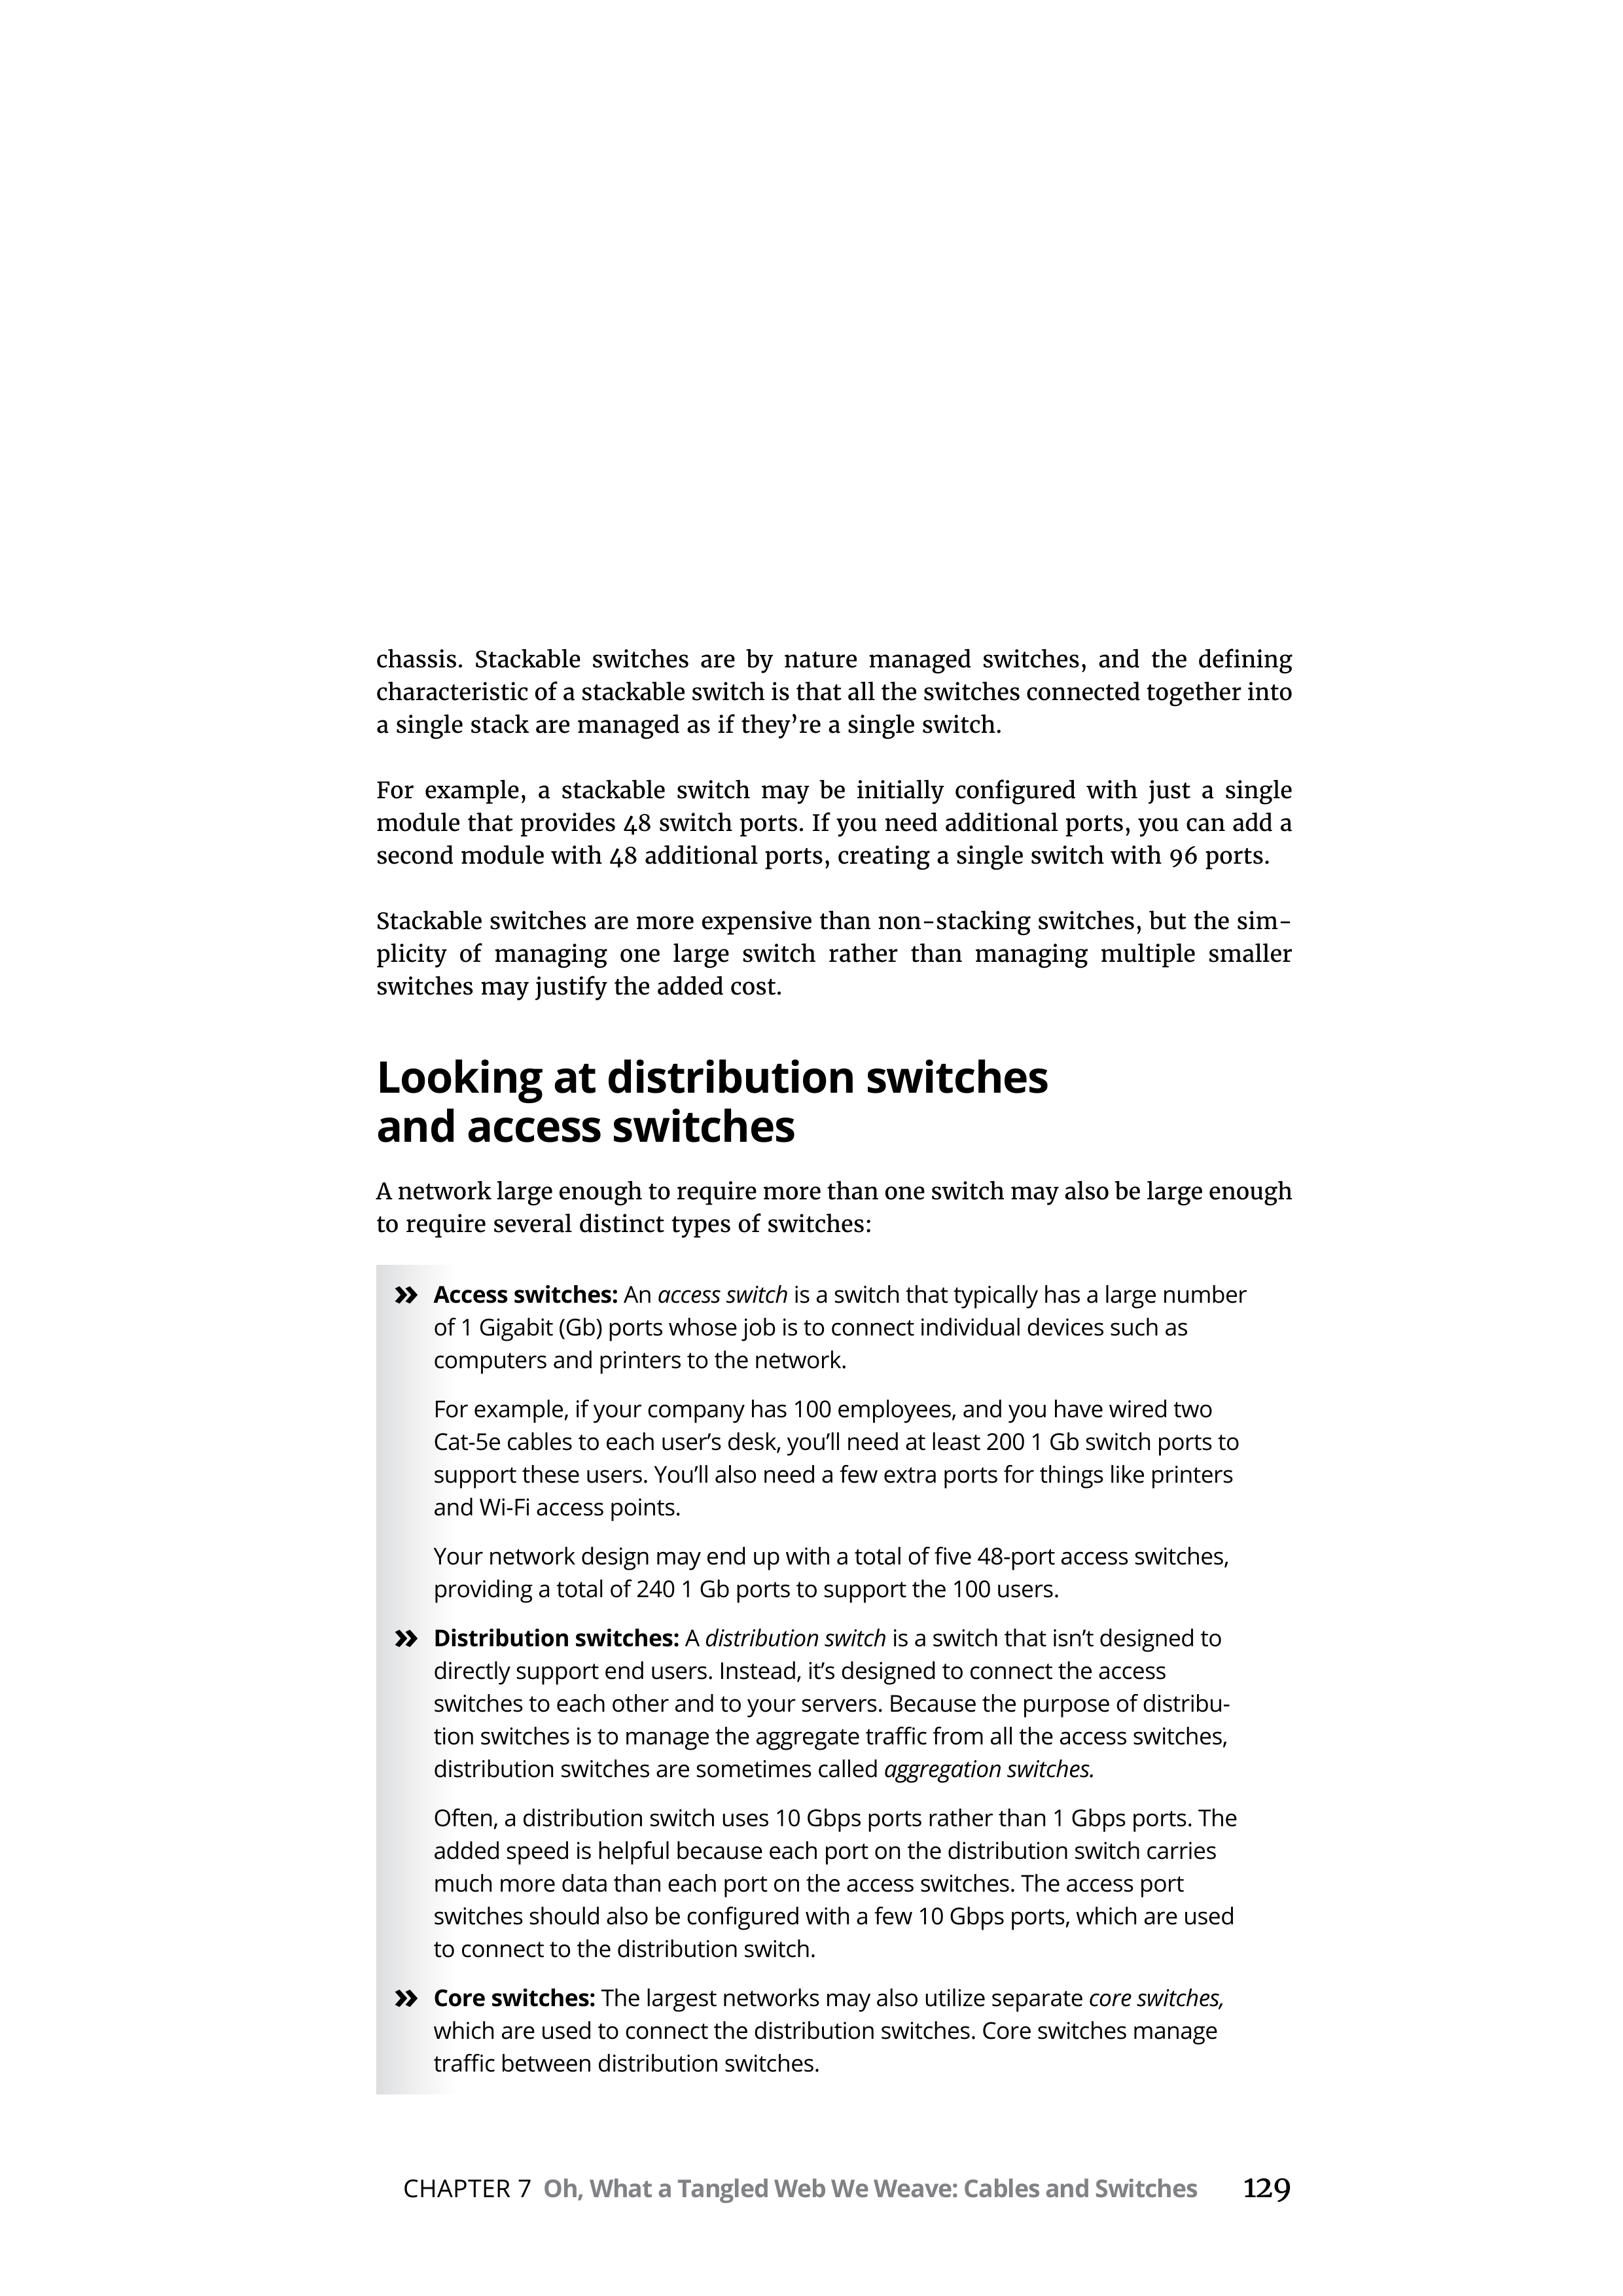 chassis. Stackable switches are by nature managed switches, and the defining
characteristic of a stackable switch is that all the switches connected together into
a single stack are managed as if they're a single switch.
For example, a stackable switch may be initially configured with just a single
module that provides 48 switch ports. If you need additional ports, you can add a
second module with 48 additional ports, creating a single switch with 96 ports.
Stackable switches are more expensive than non-stacking switches, but the sim-
plicity of managing one large switch rather than managing multiple smaller
switches may justify the added cost.
Looking at distribution switches
and access switches
A network large enough to require more than one switch may also be large enough
to require several distinct types of switches:
» Access switches: An access switch is a switch that typically has a large number
of 1 Gigabit (Gb) ports whose job is to connect individual devices such as
computers and printers to the network.
For example, if your company has 100 employees, and you have wired two
Cat-5e cables to each user's desk, you'll need at least 200 1 Gb switch ports to
support these users. You'll also need a few extra ports for things like printers
and Wi-Fi access points.
Your network design may end up with a total of five 48-port access switches,
providing a total of 240 1 Gb ports to support the 100 users.
» Distribution switches: A distribution switch is a switch that isn't designed to
directly support end users. Instead, it's designed to connect the access
switches to each other and to your servers. Because the purpose of distribu-
tion switches is to manage the aggregate traffic from all the access switches,
distribution switches are sometimes called aggregation switches.
Often, a distribution switch uses 10 Gbps ports rather than 1 Gbps ports. The
added speed is helpful because each port on the distribution switch carries
much more data than each port on the access switches. The access port
switches should also be configured with a few 10 Gbps ports, which are used
to connect to the distribution switch.
» Core switches: The largest networks may also utilize separate core switches,
which are used to connect the distribution switches. Core switches manage
traffic between distribution switches.
CHAPTER 7 Oh, What a Tangled Web We Weave: Cables and Switches 129